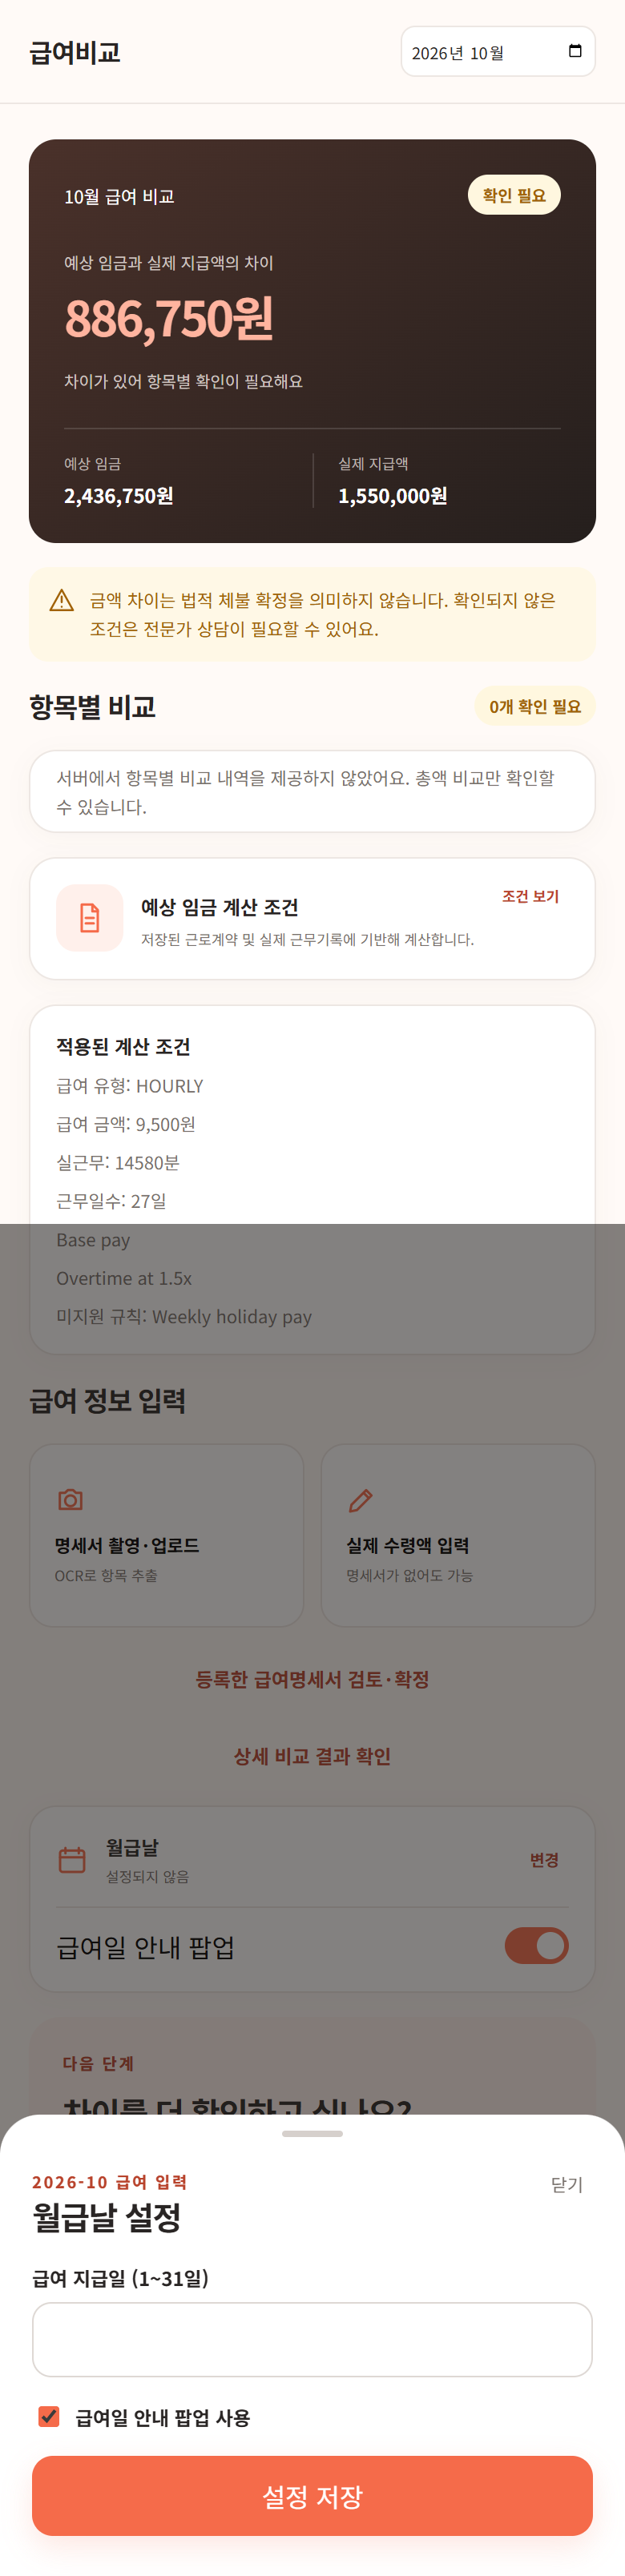 급여비교
2026년 10월
10월 급여 비교
확인 필요
예상 임금과 실제 지급액의 차이
886,750원
차이가 있어 항목별 확인이 필요해요
예상 임금
2,436,750원
실제 지급액
1,550,000원
금액 차이는 법적 체불 확정을 의미하지 않습니다. 확인되지 않은
조건은 전문가 상담이 필요할 수 있어요.
항목별 비교
0개 확인 필요
서버에서 항목별 비교 내역을 제공하지 않았어요. 총액 비교만 확인할
수 있습니다.
예상 임금 계산 조건
조건 보기
저장된 근로계약 및 실제 근무기록에 기반해 계산합니다.
적용된 계산 조건
급여 유형: HOURLY
급여 금액: 9,500원
실근무: 14580분
근무일수: 27일
Base pay
Overtime at 1.5x
미지원 규칙: Weekly holiday pay
급여 정보 입력
명세서 촬영·업로드
OCR로 항목 추출
실제 수령액 입력
명세서가 없어도 가능
등록한 급여명세서 검토·확정
상세 비교 결과 확인
월급날
설정되지 않음
변경
급여일 안내 팝업
다음 단계
차이를 더 확인하고 싶나요?
2026-10 급여 입력
월급날 설정
닫기
급여 지급일 (1~31일)
급여일 안내 팝업 사용
설정 저장